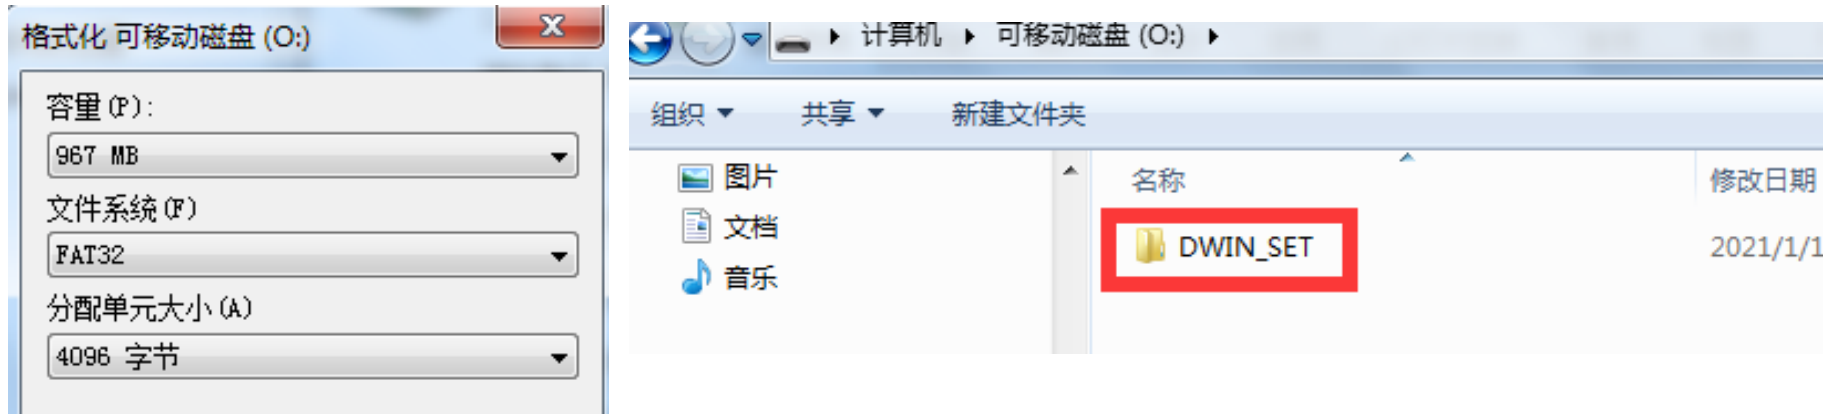 格式化 可移动磁盘 (O:)
容量(P):
967 MB
文件系统(F)
FAT32
分配单元大小(A)
4096 字节
计算机 可移动磁盘 (O:)
组织 共享 新建文件夹
图片
文档
音乐
名称 修改日期
DWIN_SET 2021/1/1